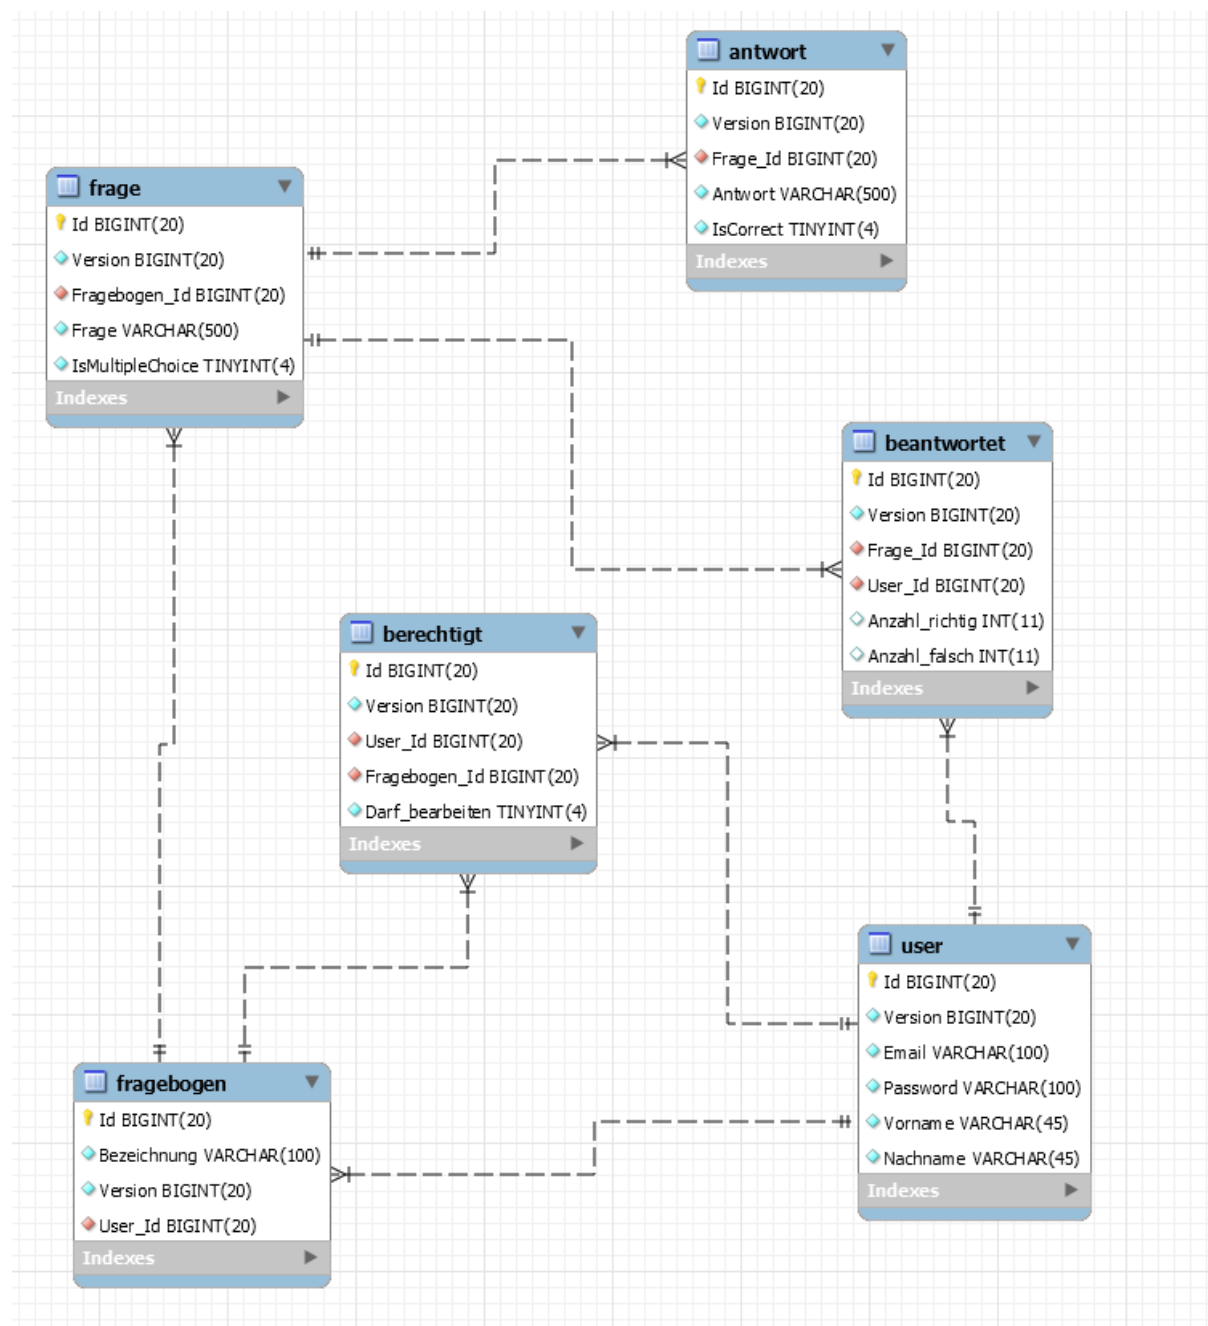 antwort
Id BIGINT(20)
Version BIGINT(20)
Frage_Id BIGINT(20)
Antwort VARCHAR(500)
IsCorrect TINYINT(4)
Indexes
frage
Id BIGINT(20)
Version BIGINT(20)
Fragebogen_Id BIGINT(20)
Frage VARCHAR(500)
IsMultipleChoice TINYINT(4)
Indexes
beantwortet
Id BIGINT(20)
Version BIGINT(20)
Frage_Id BIGINT(20)
User_Id BIGINT(20)
Anzahl_richtig INT(11)
Anzahl_falsch INT(11)
Indexes
berechtigt
Id BIGINT(20)
Version BIGINT(20)
User_Id BIGINT(20)
Fragebogen_Id BIGINT(20)
Darf_bearbeiten TINYINT(4)
Indexes
user
Id BIGINT(20)
Version BIGINT(20)
Email VARCHAR(100)
Password VARCHAR(100)
Vorname VARCHAR(45)
Nachname VARCHAR(45)
Indexes
fragebogen
Id BIGINT(20)
Bezeichnung VARCHAR(100)
Version BIGINT(20)
User_Id BIGINT(20)
Indexes